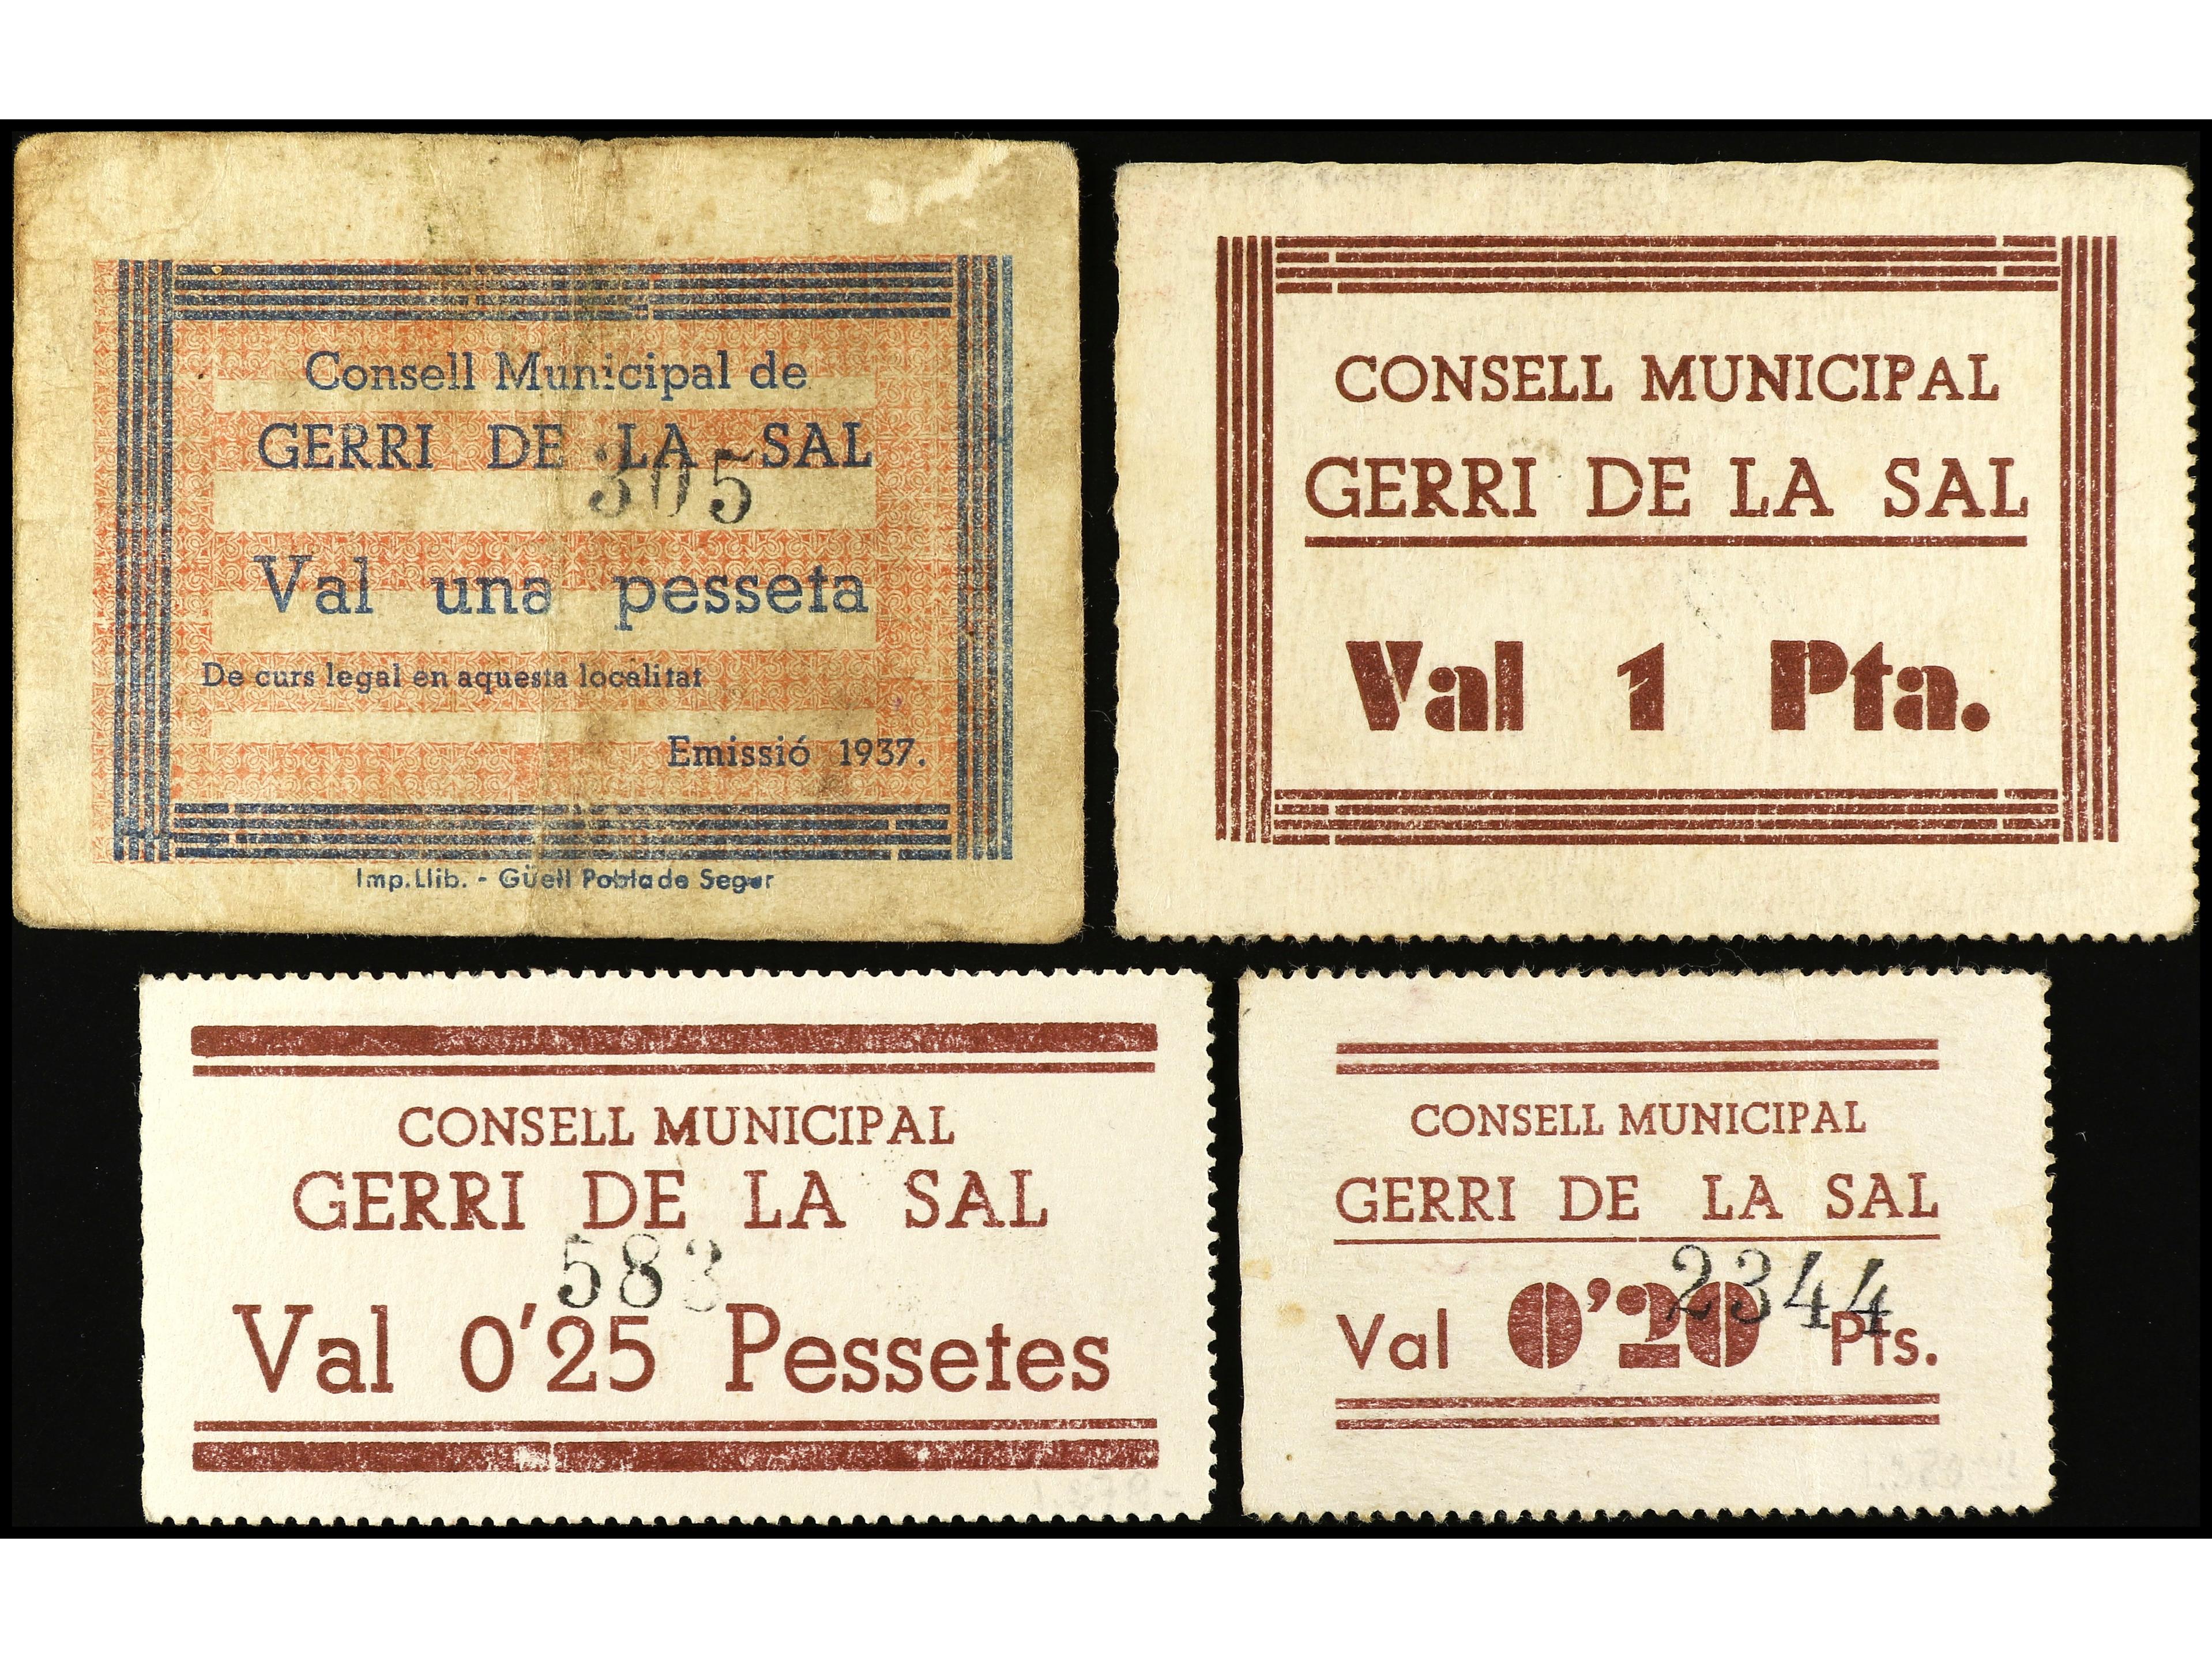 Consell Municipal de
GERRI DE LA SAL
305
Val una pesseta
De curs legal en aquesta localitat
Emissió 1937.
Imp. Llib. - Güell Pobla de Segur
CONSELL MUNICIPAL
GERRI DE LA SAL
Val 1 Pta.
CONSELL MUNICIPAL
GERRI DE LA SAL
583
Val 0'25 Pessetes
CONSELL MUNICIPAL
GERRI DE LA SAL
2344
Val 0'20 Pts.